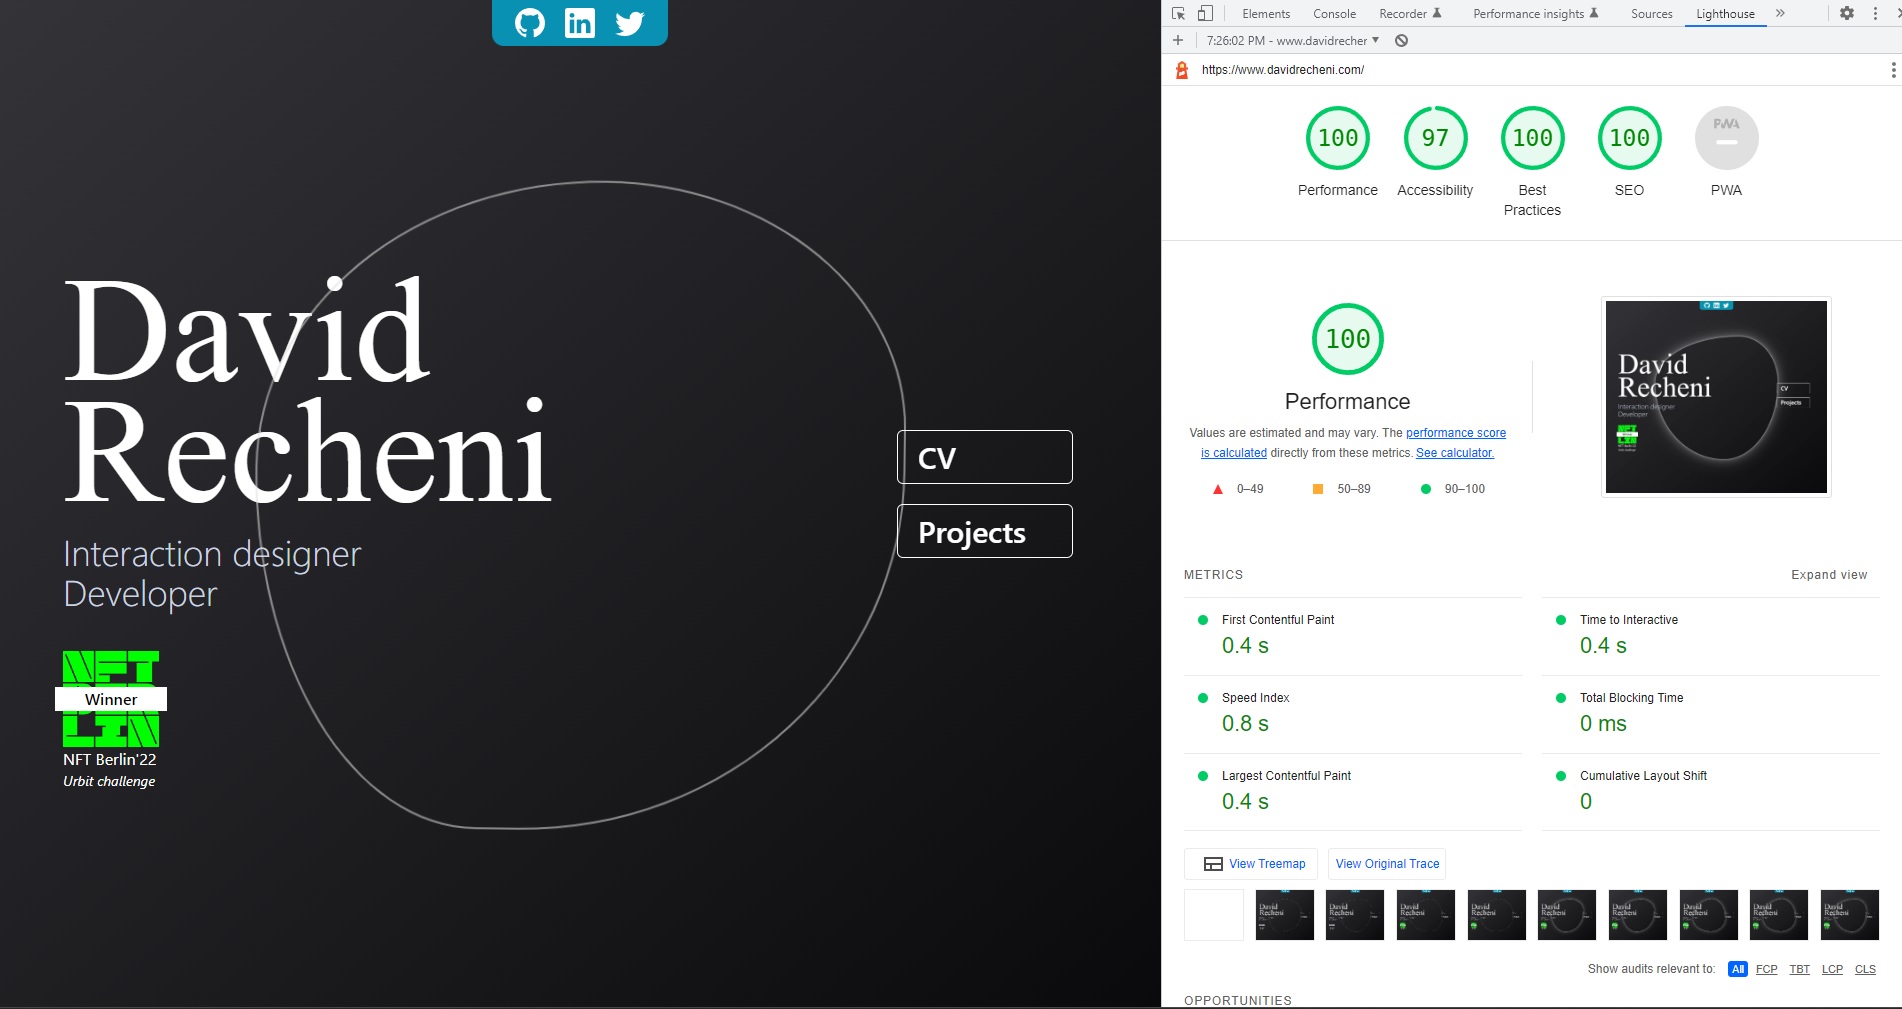 David
Recheni
Interaction designer
Developer
NFT
BERLIN
Winner
NFT Berlin'22
Urbit challenge
CV
Projects
Elements Console Recorder Performance insights Sources Lighthouse
7:26:02 PM - www.davidrecher
https://www.davidrecheni.com/
100 97 100 100 PWA
Performance Accessibility Best Practices SEO PWA
100
Performance
Values are estimated and may vary. The performance score
is calculated directly from these metrics. See calculator.
0–49 50–89 90–100
David
Recheni
Interaction designer
Developer
CV
Projects
METRICS Expand view
First Contentful Paint Time to Interactive
0.4 s 0.4 s
Speed Index Total Blocking Time
0.8 s 0 ms
Largest Contentful Paint Cumulative Layout Shift
0.4 s 0
View Treemap View Original Trace
Show audits relevant to: All FCP TBT LCP CLS
OPPORTUNITIES